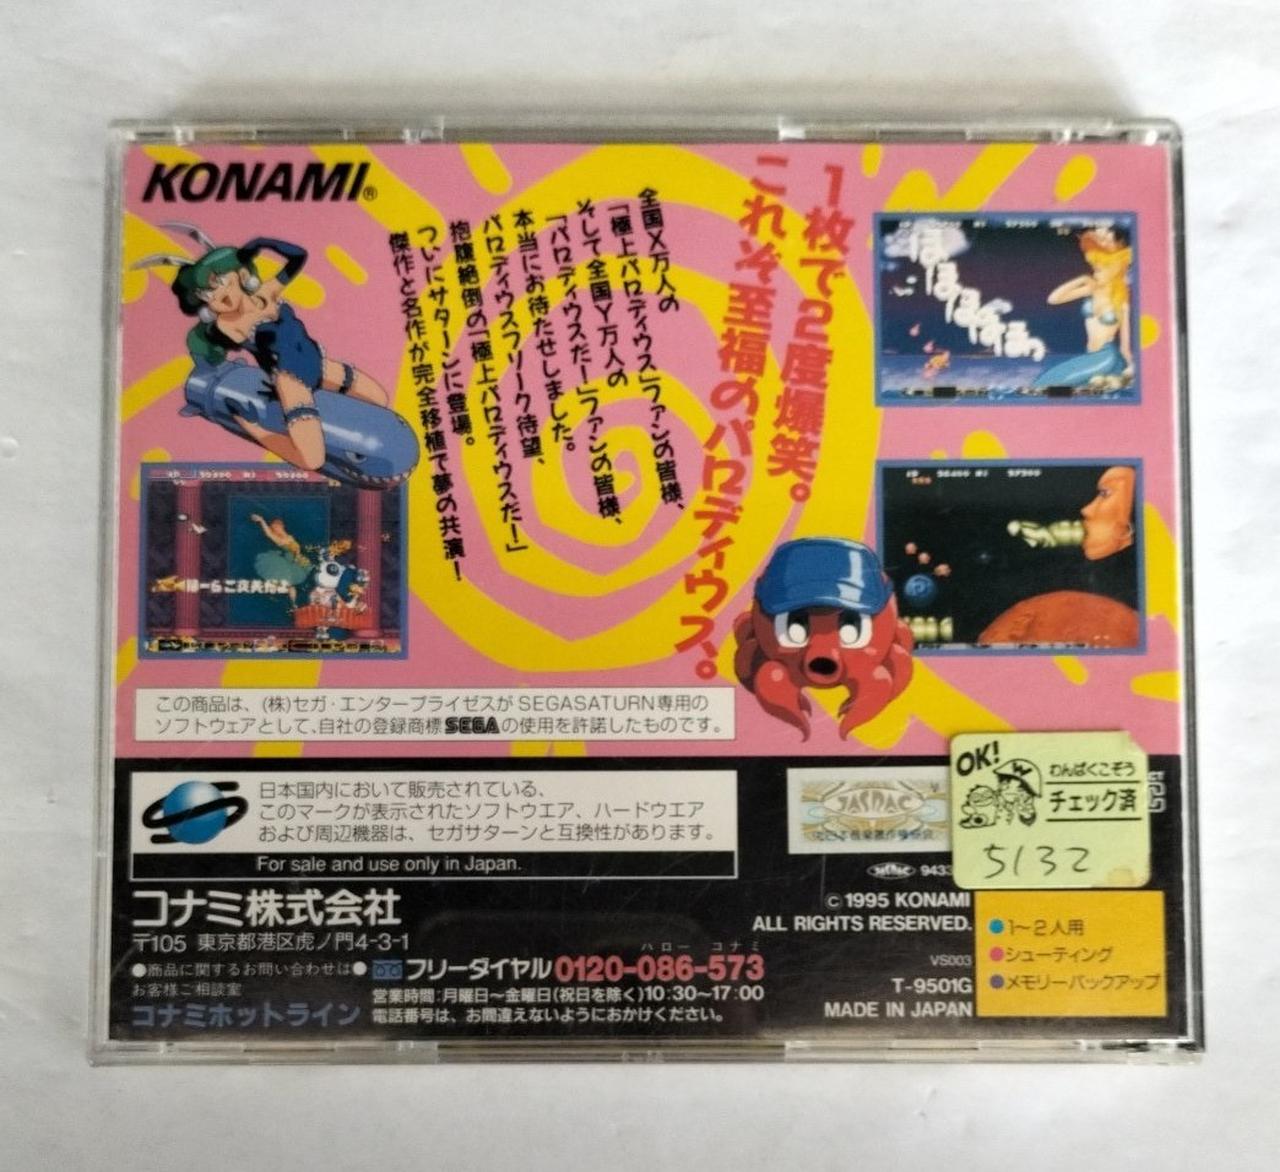 KONAMI®
1枚で2度爆笑。
これぞ至福のパロディウス。
全国X万人の
「極上パロディウス」ファンの皆様、
そして全国Y万人の
「パロディウスだ!」ファンの皆様、
本当にお待たせしました。
パロディウスフリーク待望、
抱腹絶倒の「極上パロディウスだ!」
ついにサターンに登場。
傑作と名作が完全移植で夢の共演!
ほほほほほっ
ほーらご丈夫だよ
この商品は、(株)セガ・エンタープライゼスがSEGASATURN専用の
ソフトウェアとして、自社の登録商標SEGAの使用を許諾したものです。
日本国内において販売されている、
このマークが表示されたソフトウエア、ハードウエア
および周辺機器は、セガサターンと互換性があります。
For sale and use only in Japan.
JASRAC
OK!
わんぱくこぞう
チェック済
5132
コナミ株式会社
〒105 東京都港区虎ノ門4-3-1
●商品に関するお問い合わせは●
お客様ご相談室
コナミホットライン
ハロー コナミ
フリーダイヤル0120-086-573
営業時間:月曜日〜金曜日(祝日を除く)10:30〜17:00
電話番号は、お間違えないようにおかけください。
© 1995 KONAMI
ALL RIGHTS RESERVED.
VS003
T-9501G
MADE IN JAPAN
●1〜2人用
●シューティング
●メモリーバックアップ